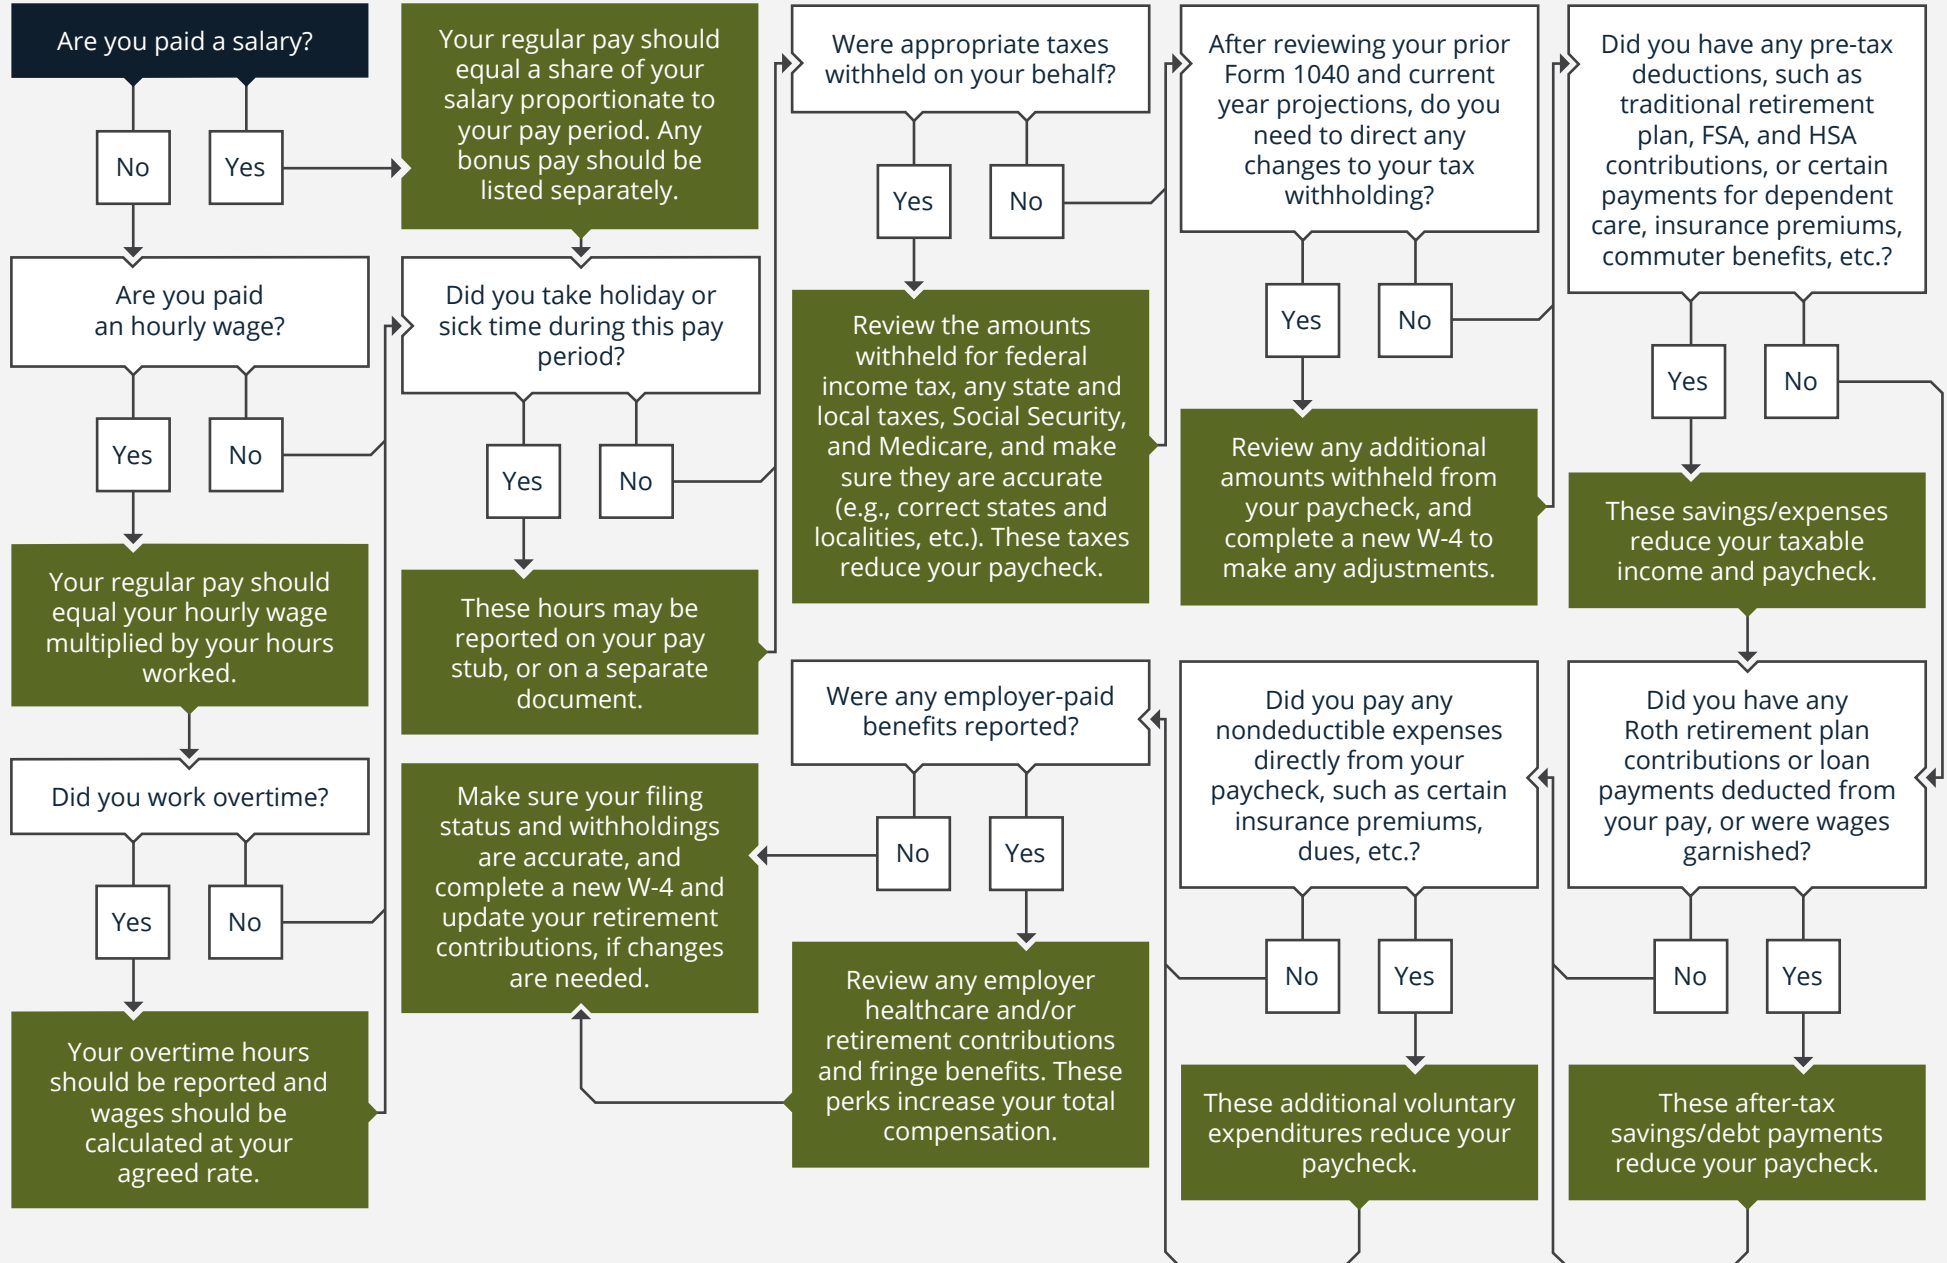 Are you paid a salary?
No
Yes
Your regular pay should
equal a share of your
salary proportionate to
your pay period. Any
bonus pay should be
listed separately.
Are you paid
an hourly wage?
Yes
No
Your regular pay should
equal your hourly wage
multiplied by your hours
worked.
Did you work overtime?
Yes
No
Your overtime hours
should be reported and
wages should be
calculated at your
agreed rate.
Did you take holiday or
sick time during this pay
period?
Yes
No
These hours may be
reported on your pay
stub, or on a separate
document.
Were appropriate taxes
withheld on your behalf?
Yes
No
Review the amounts
withheld for federal
income tax, any state and
local taxes, Social Security,
and Medicare, and make
sure they are accurate
(e.g., correct states and
localities, etc.). These taxes
reduce your paycheck.
After reviewing your prior
Form 1040 and current
year projections, do you
need to direct any
changes to your tax
withholding?
Yes
No
Review any additional
amounts withheld from
your paycheck, and
complete a new W-4 to
make any adjustments.
Did you have any pre-tax
deductions, such as
traditional retirement
plan, FSA, and HSA
contributions, or certain
payments for dependent
care, insurance premiums,
commuter benefits, etc.?
Yes
No
These savings/expenses
reduce your taxable
income and paycheck.
Did you have any
Roth retirement plan
contributions or loan
payments deducted from
your pay, or were wages
garnished?
No
Yes
These after-tax
savings/debt payments
reduce your paycheck.
Did you pay any
nondeductible expenses
directly from your
paycheck, such as certain
insurance premiums,
dues, etc.?
No
Yes
These additional voluntary
expenditures reduce your
paycheck.
Were any employer-paid
benefits reported?
No
Yes
Review any employer
healthcare and/or
retirement contributions
and fringe benefits. These
perks increase your total
compensation.
Make sure your filing
status and withholdings
are accurate, and
complete a new W-4 and
update your retirement
contributions, if changes
are needed.